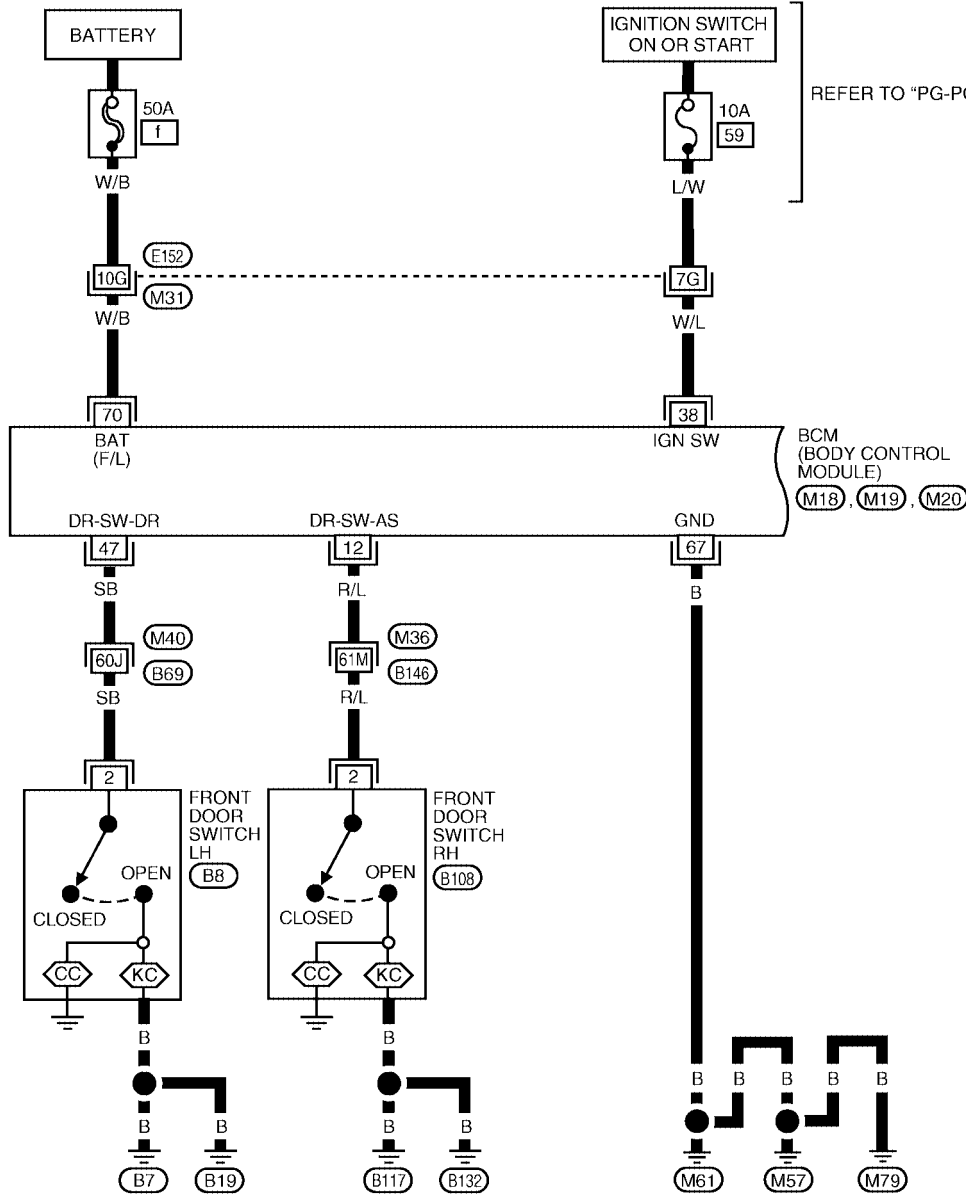 BATTERY
IGNITION SWITCH
ON OR START
REFER TO "PG-P
50A
f
10A
59
W/B
L/W
E152
10G
7G
M31
W/B
W/L
70
38
BAT
(F/L)
IGN SW
BCM
(BODY CONTROL
MODULE)
M18 , M19 , M20
DR-SW-DR
DR-SW-AS
GND
47
12
67
SB
R/L
B
M40
M36
60J
61M
B69
B146
SB
R/L
2
2
FRONT
DOOR
SWITCH
LH
B8
FRONT
DOOR
SWITCH
RH
B108
OPEN
OPEN
CLOSED
CLOSED
CC
KC
CC
KC
B
B
B
B
B
B
B
B
B
B
B
B
B7
B19
B117
B132
M61
M57
M79